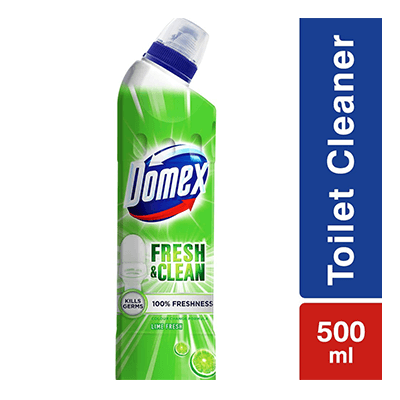 Domex
FRESH
& CLEAN
KILLS
GERMS
100% FRESHNESS
LIME FRESH
Toilet Cleaner
500
ml